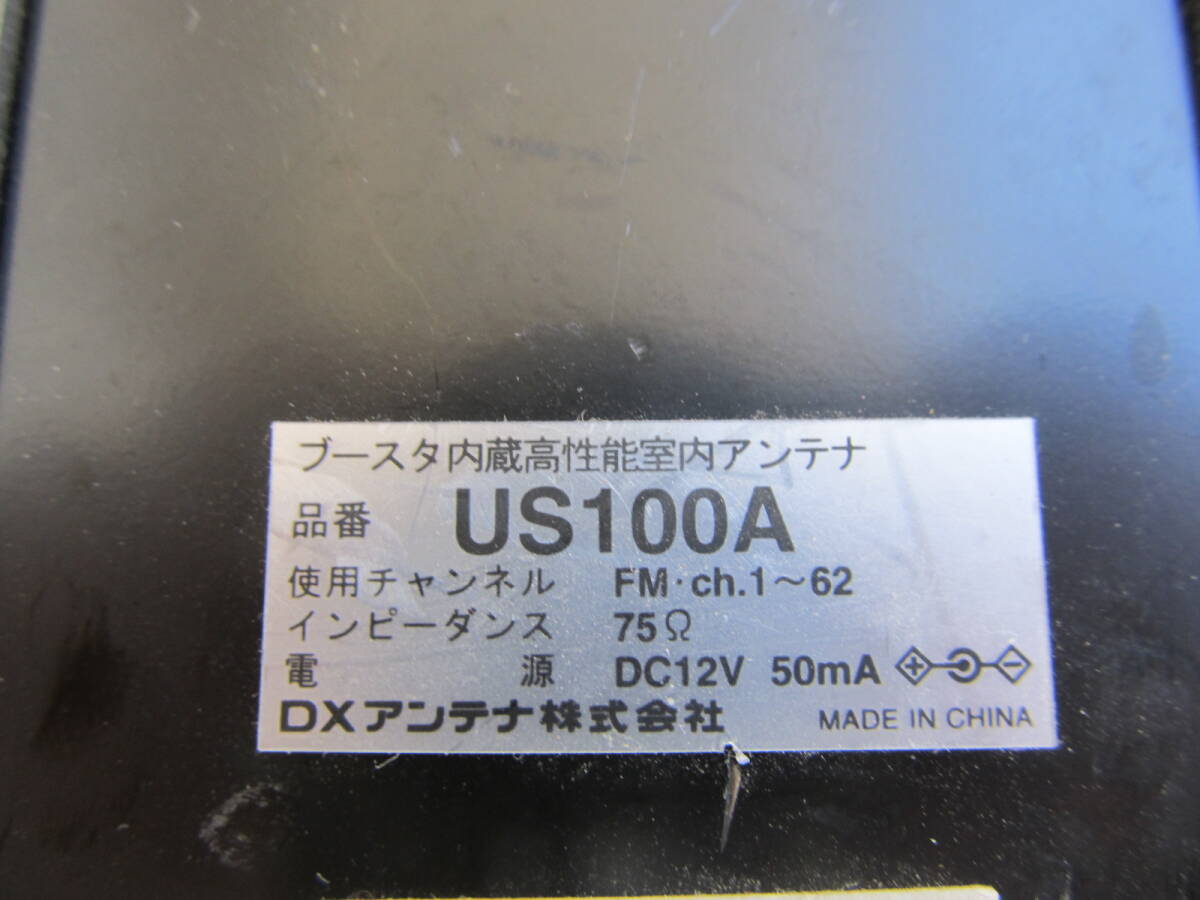 ブースタ内蔵高性能室内アンテナ
品番 US100A
使用チャンネル FM・ch.1～62
インピーダンス 75Ω
電源 DC12V 50mA
DXアンテナ株式会社 MADE IN CHINA